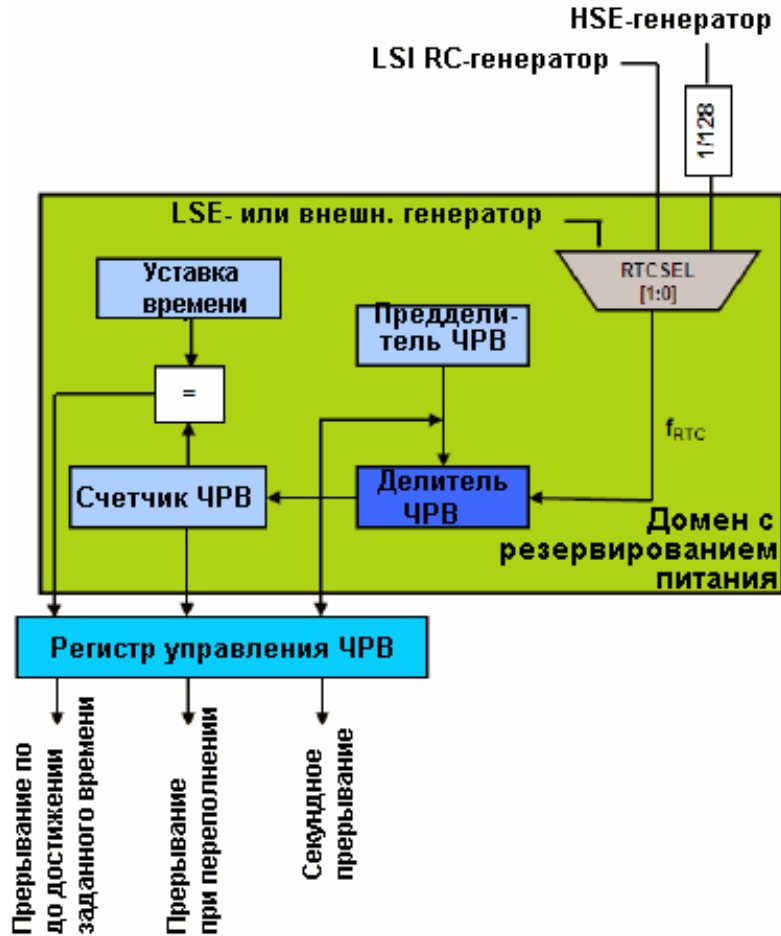 HSE-генератор
LSI RC-генератор
1/128
LSE- или внешн. генератор
RTCSEL
[1:0]
Уставка
времени
Преддели-
тель ЧРВ
=
fRTC
Счетчик ЧРВ
Делитель
ЧРВ
Домен с
резервированием
питания
Регистр управления ЧРВ
Прерывание по
до достижении
заданного времени
Прерывание
при переполнении
Секундное
прерывание